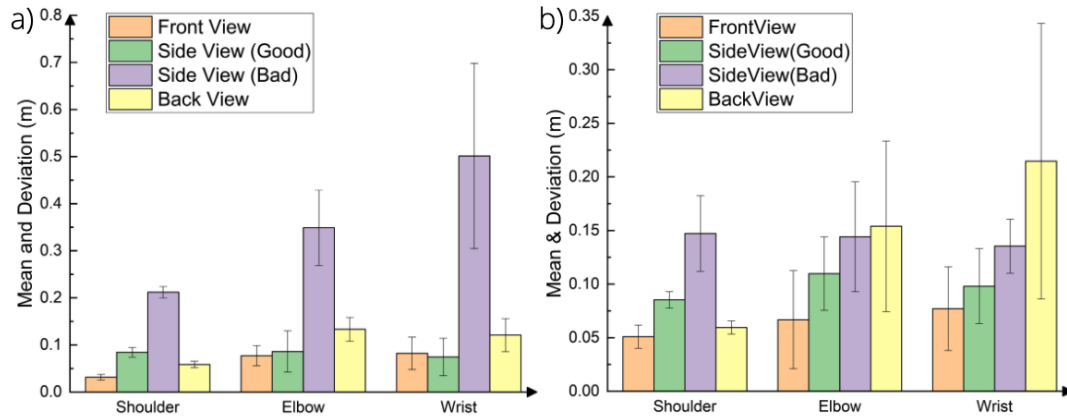 a)
Mean and Deviation (m)
0.8
0.7
0.6
0.5
0.4
0.3
0.2
0.1
0.0
Front View
Side View (Good)
Side View (Bad)
Back View
Shoulder Elbow Wrist
b)
Mean & Deviation (m)
0.35
0.30
0.25
0.20
0.15
0.10
0.05
0.00
FrontView
SideView(Good)
SideView(Bad)
BackView
Shoulder Elbow Wrist